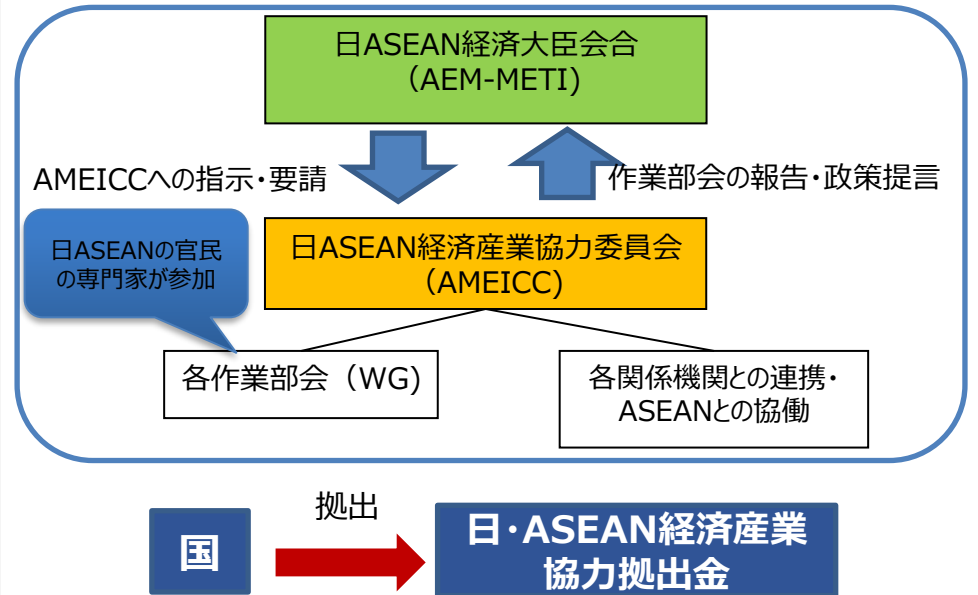 日ASEAN経済大臣会合
（AEM-METI）
AMEICCへの指示・要請
作業部会の報告・政策提言
日ASEANの官民
の専門家が参加
日ASEAN経済産業協力委員会
（AMEICC)
各作業部会（WG)
各関係機関との連携・
ASEANとの協働
国
拠出
日・ASEAN経済産業
協力拠出金